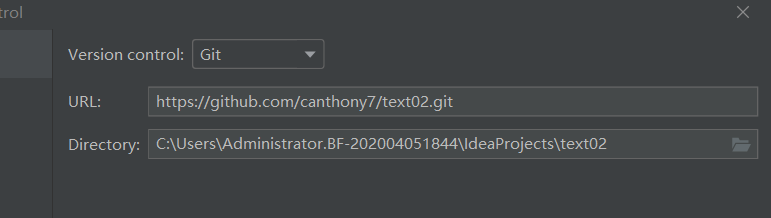 trol
Version control: Git
URL: https://github.com/canthony7/text02.git
Directory: C:\Users\Administrator.BF-202004051844\IdeaProjects\text02